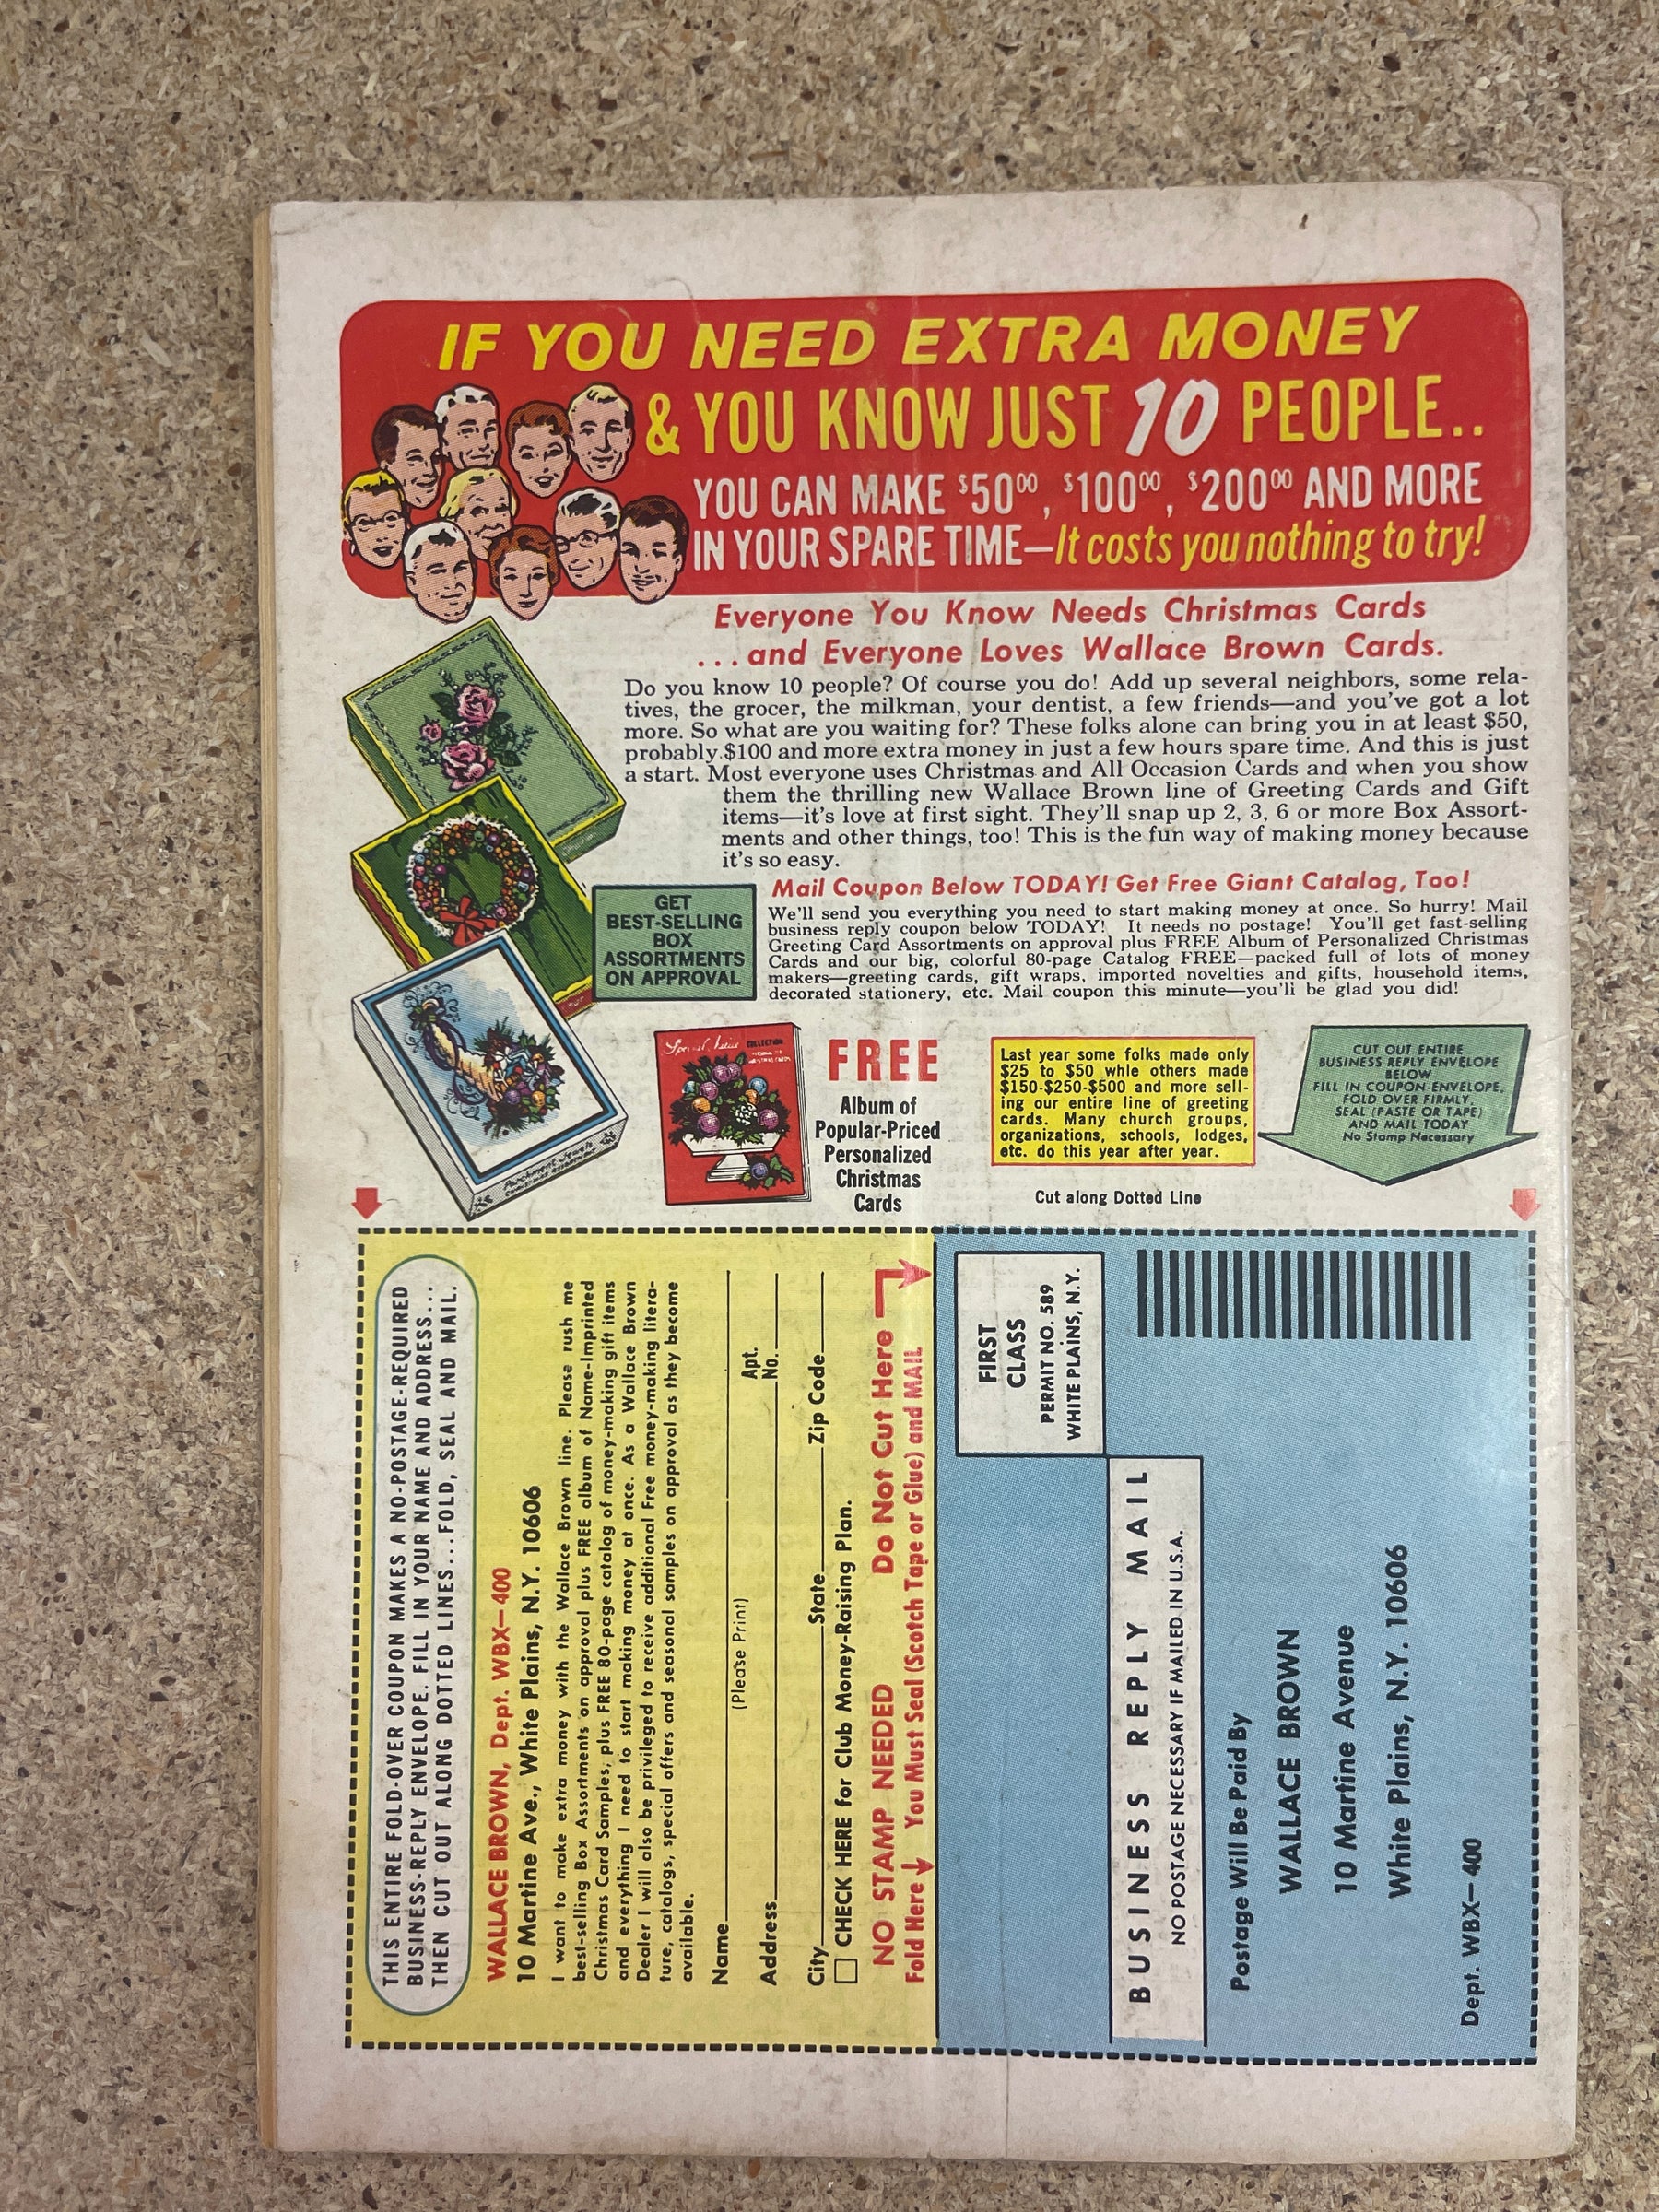 IF YOU NEED EXTRA MONEY
& YOU KNOW JUST 10 PEOPLE..
YOU CAN MAKE $50⁰⁰, $100⁰⁰, $200⁰⁰ AND MORE
IN YOUR SPARE TIME—It costs you nothing to try!
Everyone You Know Needs Christmas Cards
...and Everyone Loves Wallace Brown Cards.
Do you know 10 people? Of course you do! Add up several neighbors, some rela-
tives, the grocer, the milkman, your dentist, a few friends—and you've got a lot
more. So what are you waiting for? These folks alone can bring you in at least $50,
probably $100 and more extra money in just a few hours spare time. And this is just
a start. Most everyone uses Christmas and All Occasion Cards and when you show
them the thrilling new Wallace Brown line of Greeting Cards and Gift
items—it's love at first sight. They'll snap up 2, 3, 6 or more Box Assort-
ments and other things, too! This is the fun way of making money because
it's so easy.
GET
BEST-SELLING
BOX
ASSORTMENTS
ON APPROVAL
Mail Coupon Below TODAY! Get Free Giant Catalog, Too!
We'll send you everything you need to start making money at once. So hurry! Mail
business reply coupon below TODAY! It needs no postage! You'll get fast-selling
Greeting Card Assortments on approval plus FREE Album of Personalized Christmas
Cards and our big, colorful 80-page Catalog FREE—packed full of lots of money
makers—greeting cards, gift wraps, imported novelties and gifts, household items,
decorated stationery, etc. Mail coupon this minute—you'll be glad you did!
COLLECTION
FREE
Album of
Popular-Priced
Personalized
Christmas
Cards
Last year some folks made only
$25 to $50 whle others made
$150-$250-$500 and more sell-
ing our entire line of greeting
cards. Many church groups,
organizations, schools, lodges,
etc. do this year after year.
CUT OUT ENTIRE
BUSINESS REPLY ENVELOPE
BELOW
FILL IN COUPON-ENVELOPE,
FOLD OVER FIRMLY,
SEAL (PASTE OR TAPE)
AND MAIL TODAY
No Stamp Necessary
Cut along Dotted Line
THIS ENTIRE FOLD-OVER COUPON MAKES A NO-POSTAGE-REQUIRED
BUSINESS-REPLY ENVELOPE. FILL IN YOUR NAME AND ADDRESS...
THEN CUT OUT ALONG DOTTED LINES...FOLD, SEAL AND MAIL.
WALLACE BROWN, Dept. WBX—400
10 Martine Ave., White Plains, N.Y. 10606
I want to make extra money with the Wallace Brown line. Please rush me
best-selling Box Assortments on approval plus FREE album of Name-Imprinted
Christmas Card Samples, plus FREE 80-page catalog of money-making gift items
and everything I need to start making money at once. As a Wallace Brown
Dealer I will also be privileged to receive additional Free money-making litera-
ture, catalogs, special offers and seasonal samples on approval as they become
available.
Name
(Please Print)
Address Apt. No.
City State Zip Code
CHECK HERE for Club Money-Raising Plan.
NO STAMP NEEDED Do Not Cut Here
Fold Here You Must Seal (Scotch Tape or Glue) and MAIL
FIRST
CLASS
PERMIT NO. 589
WHITE PLAINS, N.Y.
BUSINESS REPLY MAIL
NO POSTAGE NECESSARY IF MAILED IN U.S.A.
Postage Will Be Paid By
WALLACE BROWN
10 Martine Avenue
White Plains, N.Y. 10606
Dept. WBX—400